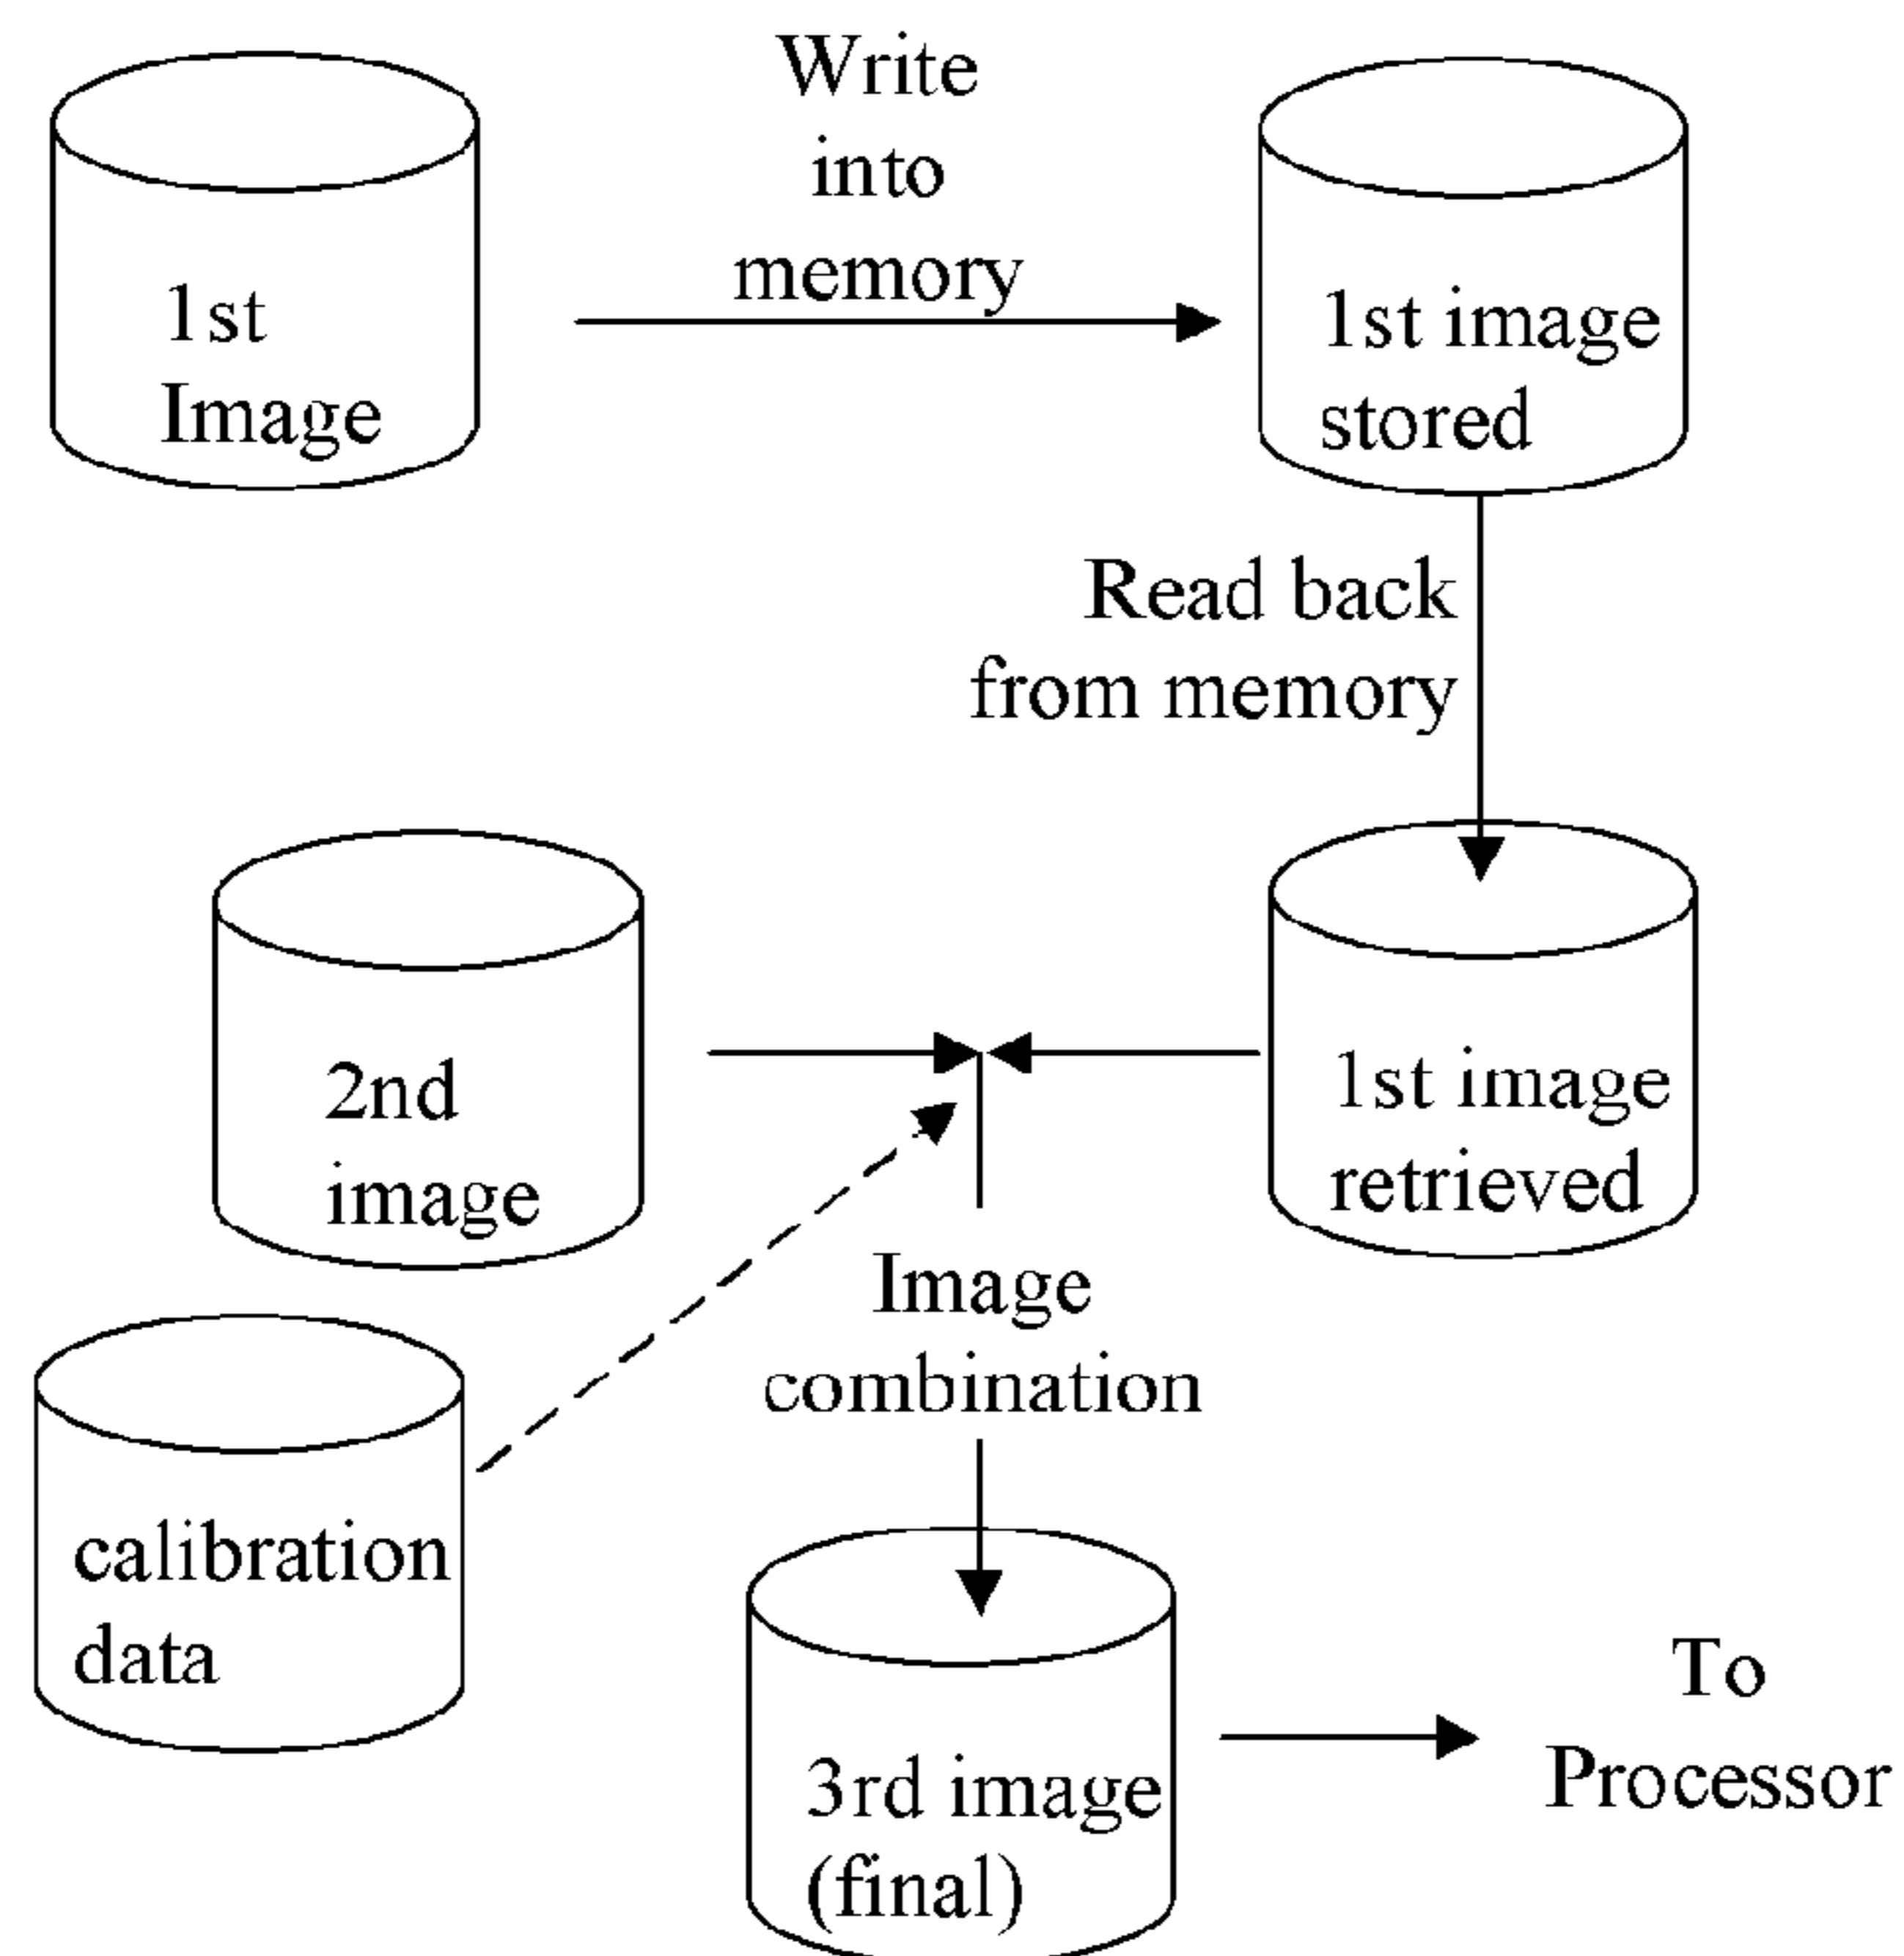 Write
into
memory
1st
Image
1st image
stored
Read back
from memory
2nd
image
1st image
retrieved
Image
combination
calibration
data
3rd image
(final)
To
Processor